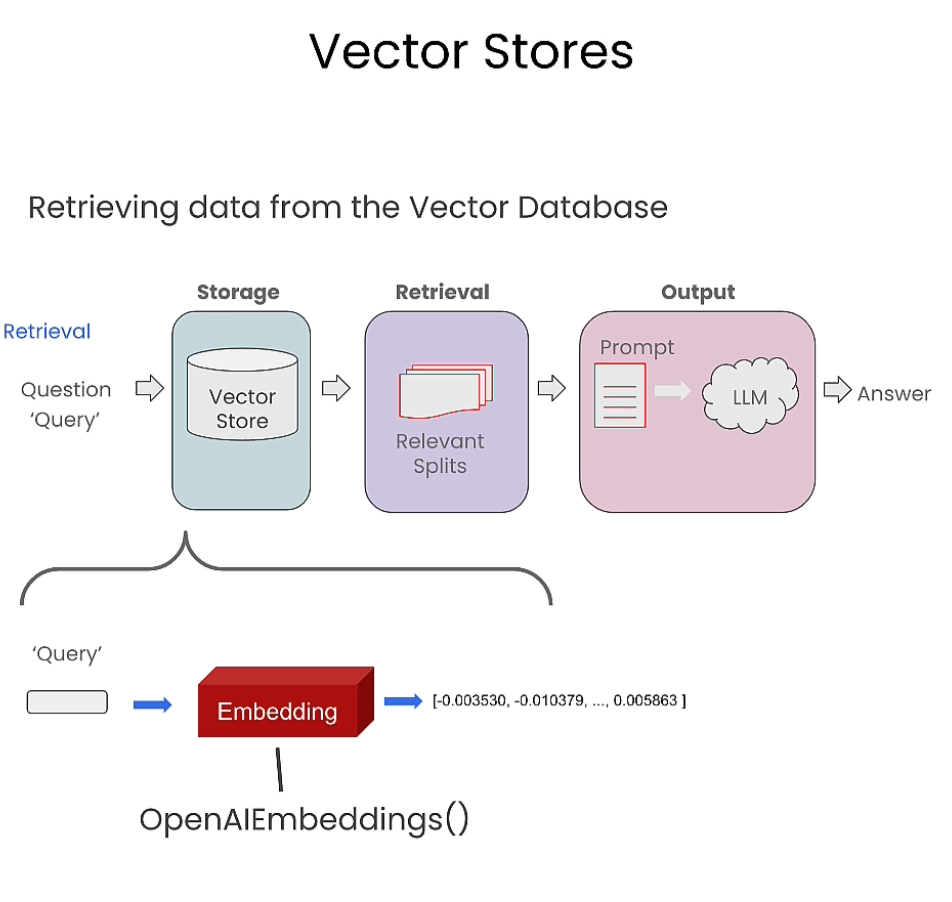 Vector Stores
Retrieving data from the Vector Database
Storage
Retrieval
Output
Retrieval
Question
‘Query’
Vector
Store
Relevant
Splits
Prompt
LLM
Answer
‘Query’
Embedding
[-0.003530, -0.010379, ..., 0.005863 ]
OpenAIEmbeddings()